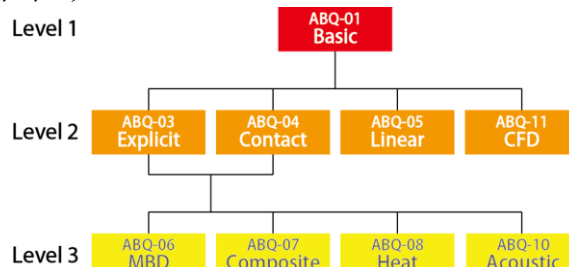 Level 1
ABQ-01
Basic
Level 2
ABQ-03
Explicit
ABQ-04
Contact
ABQ-05
Linear
ABQ-11
CFD
Level 3
ABQ-06
MBD
ABQ-07
Composite
ABQ-08
Heat
ABQ-10
Acoustic